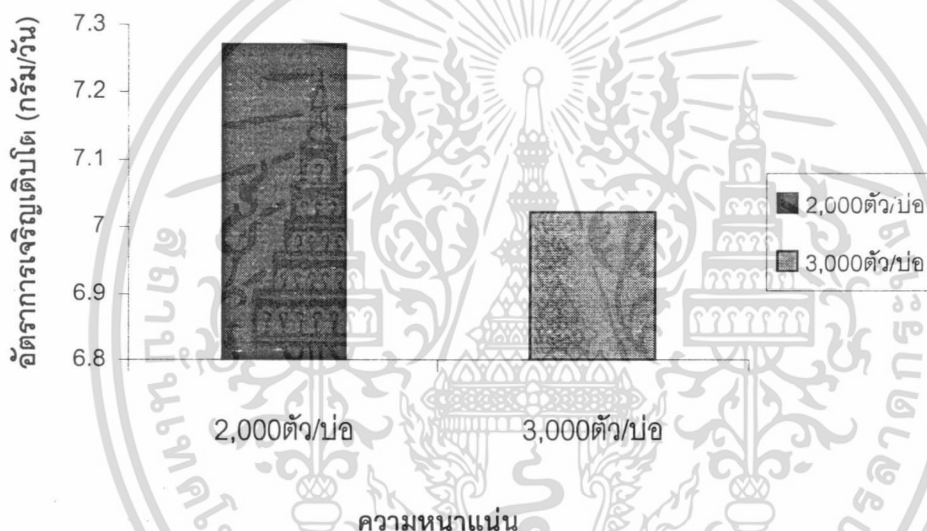 อัตราการเจริญเติบโต (กรัม/วัน)
7.3
7.2
7.1
7
6.9
6.8
2,000ตัว/บ่อ
3,000ตัว/บ่อ
ความหนาแน่น
2,000ตัว/บ่อ
3,000ตัว/บ่อ